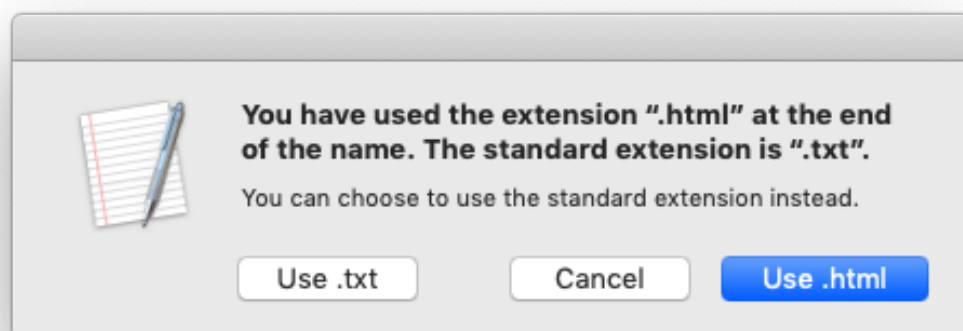 You have used the extension “.html” at the end
of the name. The standard extension is “.txt”.
You can choose to use the standard extension instead.
Use .txt
Cancel
Use .html